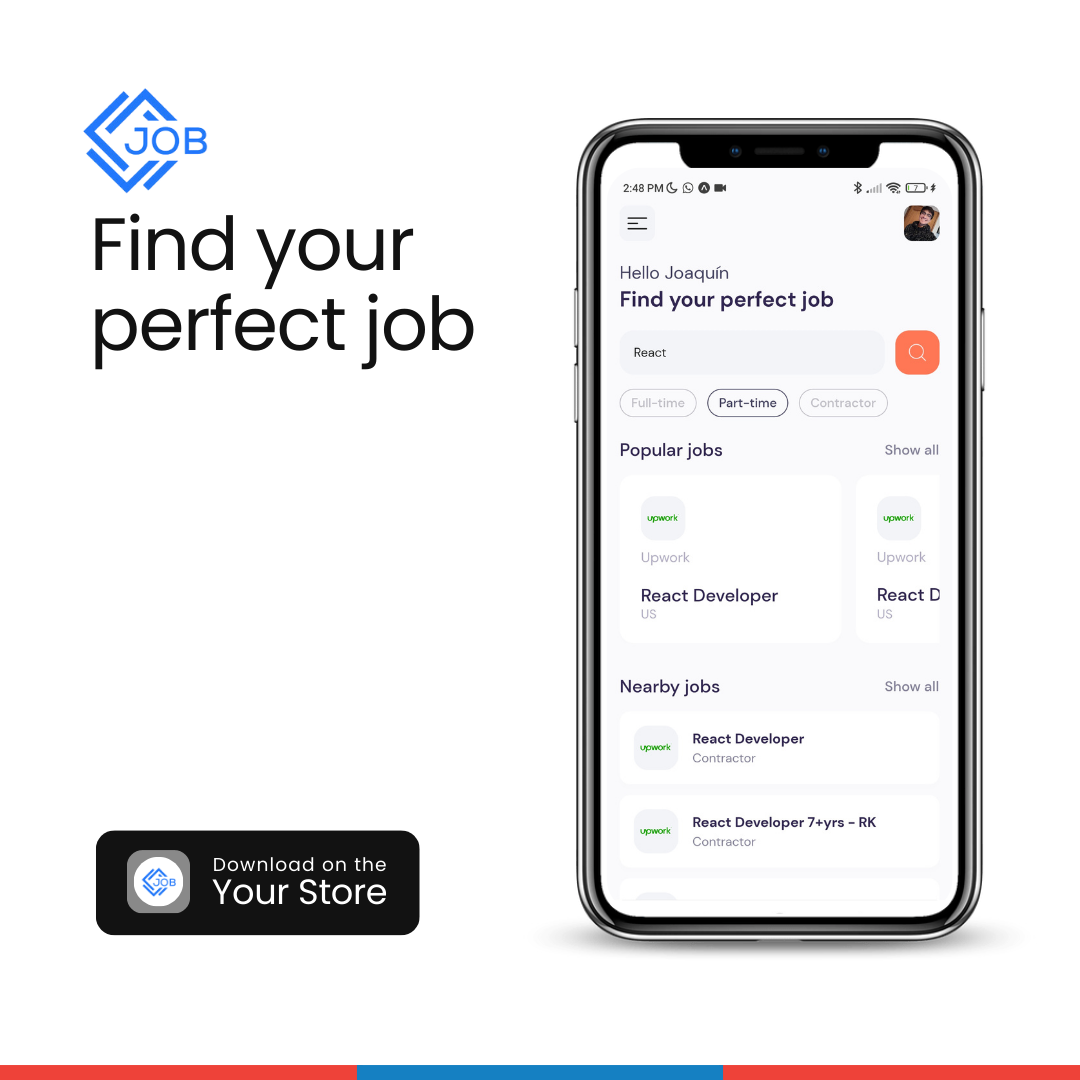 JOB
Find your
perfect job
Download on the
Your Store
JOB
2:48 PM
7
Hello Joaquín
Find your perfect job
React
Full-time Part-time Contractor
Popular jobs Show all
upwork upwork
Upwork Upwork
React Developer React D
US US
Nearby jobs Show all
upwork
React Developer
Contractor
upwork
React Developer 7+yrs - RK
Contractor